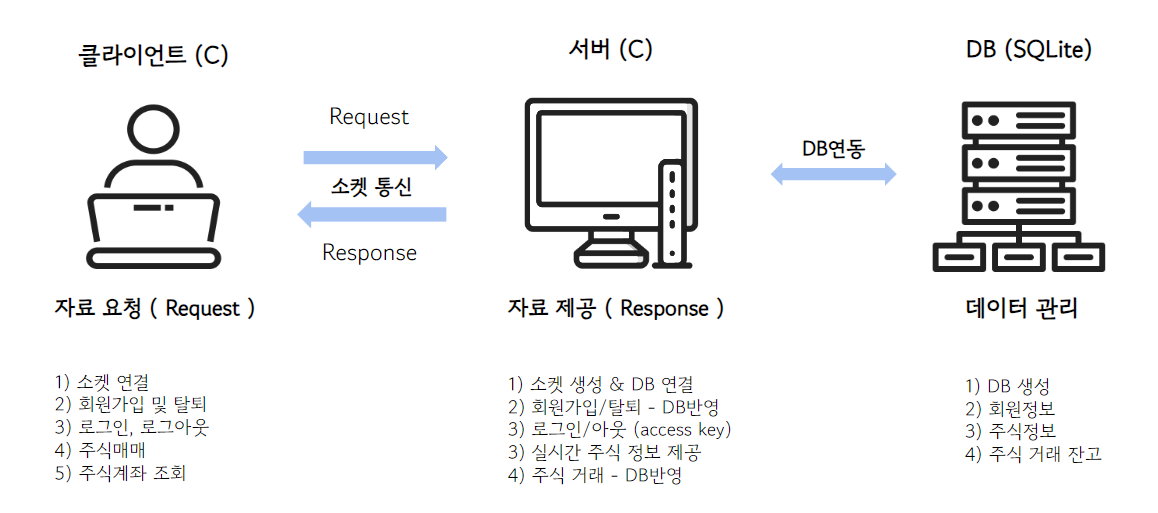 클라이언트 (C)
서버 (C)
DB (SQLite)
Request
소켓 통신
Response
DB연동
자료 요청 ( Request )
자료 제공 ( Response )
데이터 관리
1) 소켓 연결
2) 회원가입 및 탈퇴
3) 로그인, 로그아웃
4) 주식매매
5) 주식계좌 조회
1) 소켓 생성 & DB 연결
2) 회원가입/탈퇴 - DB반영
3) 로그인/아웃 (access key)
3) 실시간 주식 정보 제공
4) 주식 거래 - DB반영
1) DB 생성
2) 회원정보
3) 주식정보
4) 주식 거래 잔고